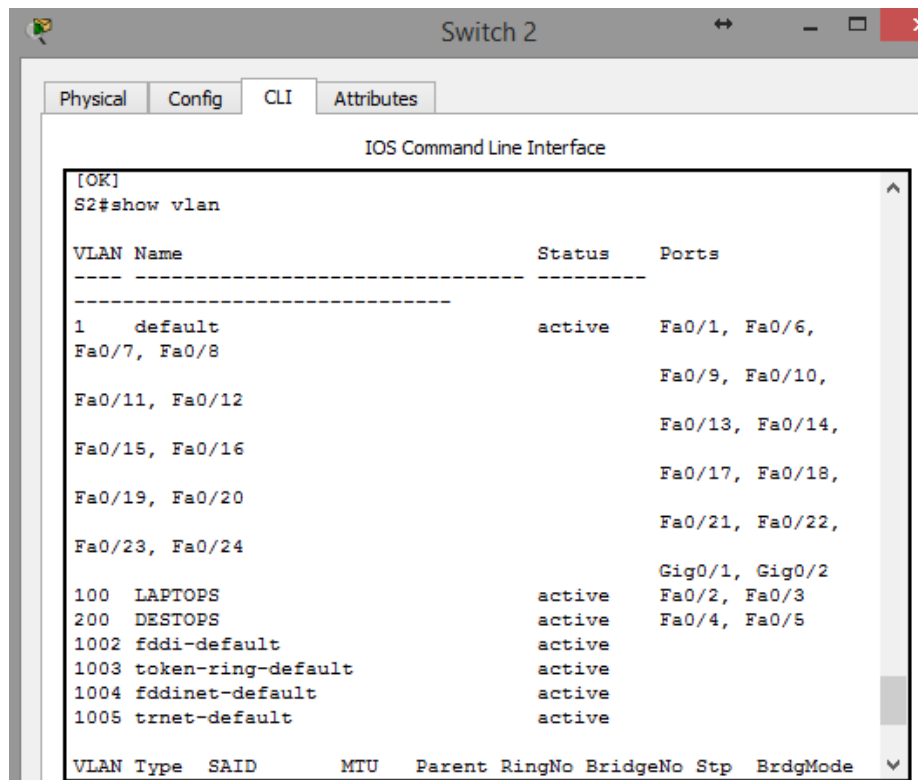 Switch 2
Physical Config CLI Attributes
IOS Command Line Interface
[OK]
S2#show vlan
VLAN Name                             Status    Ports
---- -------------------------------- ---------
-------------------------------
1    default                          active    Fa0/1, Fa0/6,
Fa0/7, Fa0/8
                                                Fa0/9, Fa0/10,
Fa0/11, Fa0/12
                                                Fa0/13, Fa0/14,
Fa0/15, Fa0/16
                                                Fa0/17, Fa0/18,
Fa0/19, Fa0/20
                                                Fa0/21, Fa0/22,
Fa0/23, Fa0/24
                                                Gig0/1, Gig0/2
100  LAPTOPS                          active    Fa0/2, Fa0/3
200  DESTOPS                          active    Fa0/4, Fa0/5
1002 fddi-default                     active
1003 token-ring-default               active
1004 fddinet-default                  active
1005 trnet-default                    active
VLAN Type  SAID       MTU   Parent RingNo BridgeNo Stp  BrdgMode